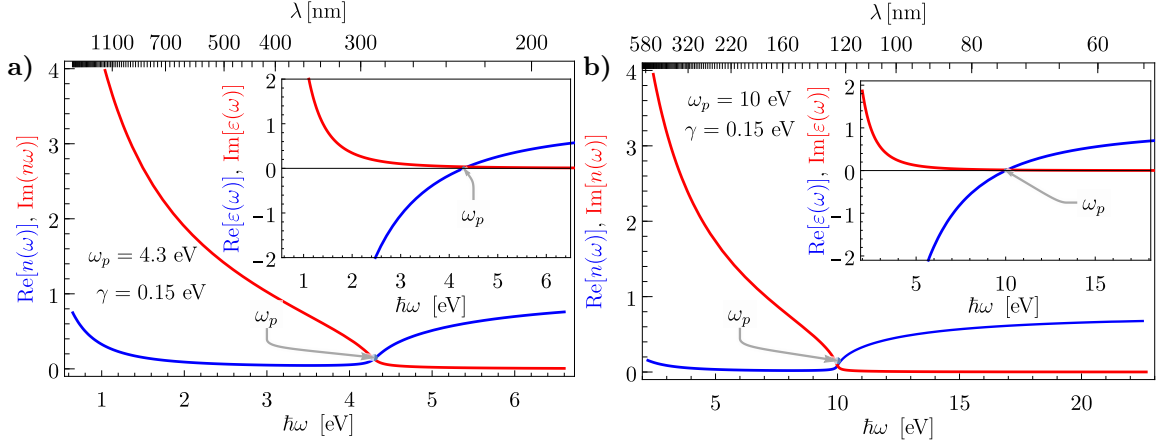 λ [nm]
1100 700 500 400 300 200
a)
4
3
2
1
0
Re[n(ω)], Im(nω)]
ωp = 4.3 eV
γ = 0.15 eV
ωp
1 2 3 4 5 6
ħω [eV]
2
1
0
−1
−2
Re[ε(ω)], Im[ε(ω)]
ωp
1 2 3 4 5 6
ħω [eV]
λ [nm]
580 320 220 160 120 100 80 60
b)
4
3
2
1
0
Re[n(ω)], Im[n(ω)]
ωp = 10 eV
γ = 0.15 eV
ωp
5 10 15 20
ħω [eV]
2
1
0
−1
−2
Re[ε(ω)], Im[ε(ω)]
ωp
5 10 15
ħω [eV]